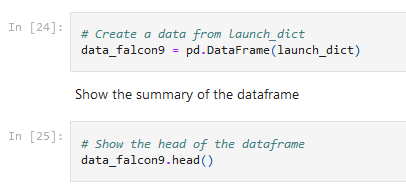 In [24]:
# Create a data from launch_dict
data_falcon9 = pd.DataFrame(launch_dict)
Show the summary of the dataframe
In [25]:
# Show the head of the dataframe
data_falcon9.head()